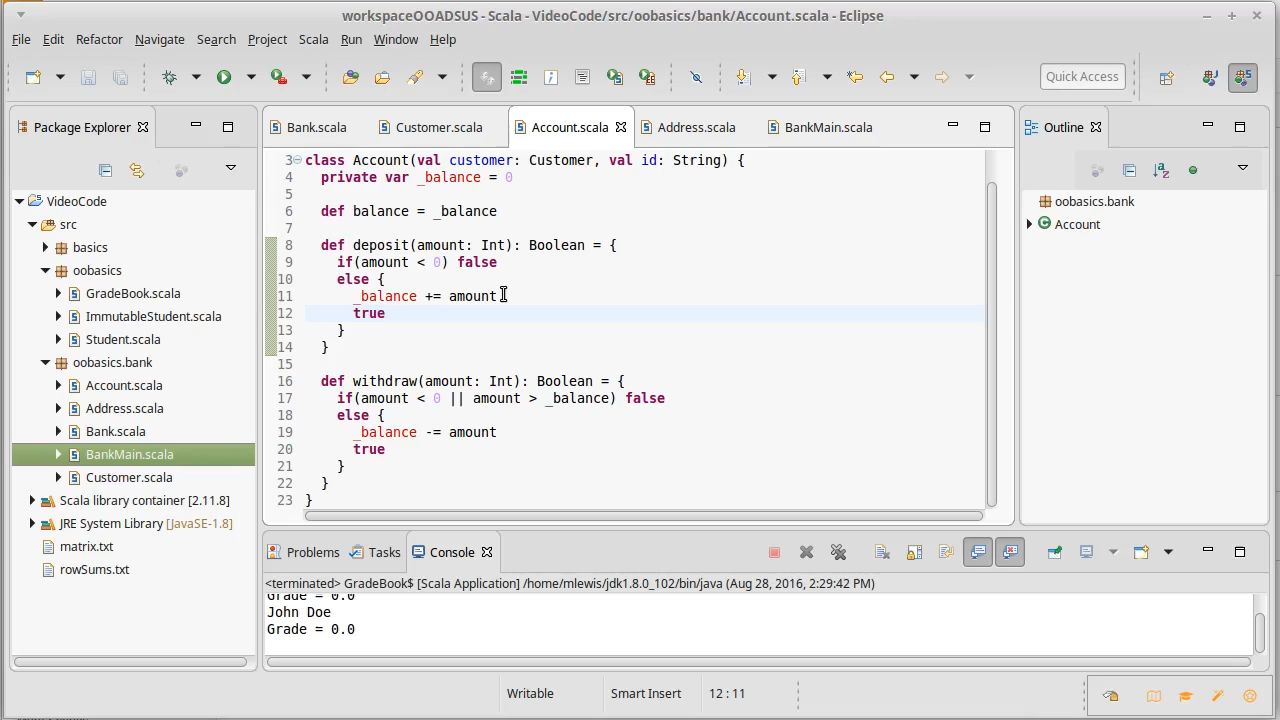 workspaceOOADSUS - Scala - VideoCode/src/oobasics/bank/Account.scala - Eclipse
File Edit Refactor Navigate Search Project Scala Run Window Help
Quick Access
Package Explorer
VideoCode
src
basics
oobasics
GradeBook.scala
ImmutableStudent.scala
Student.scala
oobasics.bank
Account.scala
Address.scala
Bank.scala
BankMain.scala
Customer.scala
Scala library container [2.11.8]
JRE System Library [JavaSE-1.8]
matrix.txt
rowSums.txt
Bank.scala Customer.scala Account.scala Address.scala BankMain.scala
3 class Account(val customer: Customer, val id: String) {
4 private var _balance = 0
5
6 def balance = _balance
7
8 def deposit(amount: Int): Boolean = {
9 if(amount < 0) false
10 else {
11 _balance += amount
12 true
13 }
14 }
15
16 def withdraw(amount: Int): Boolean = {
17 if(amount < 0 || amount > _balance) false
18 else {
19 _balance -= amount
20 true
21 }
22 }
23 }
Outline
oobasics.bank
Account
Problems Tasks Console
<terminated> GradeBook$ [Scala Application] /home/mlewis/jdk1.8.0_102/bin/java (Aug 28, 2016, 2:29:42 PM)
Grade = 0.0
John Doe
Grade = 0.0
Writable Smart Insert 12 : 11